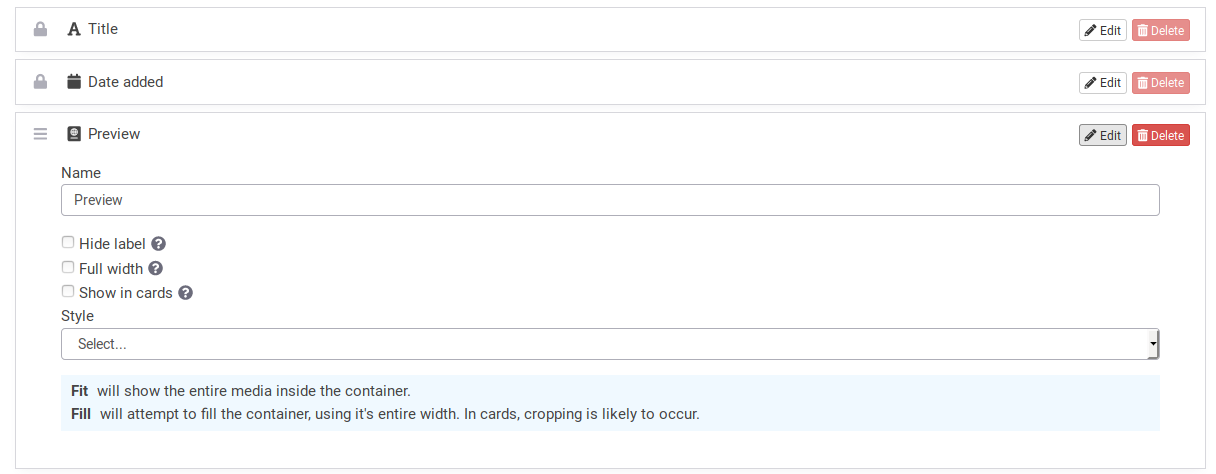 Title Edit Delete
Date added Edit Delete
Preview Edit Delete
Name
Preview
Hide label
Full width
Show in cards
Style
Select...
Fit will show the entire media inside the container.
Fill will attempt to fill the container, using it's entire width. In cards, cropping is likely to occur.